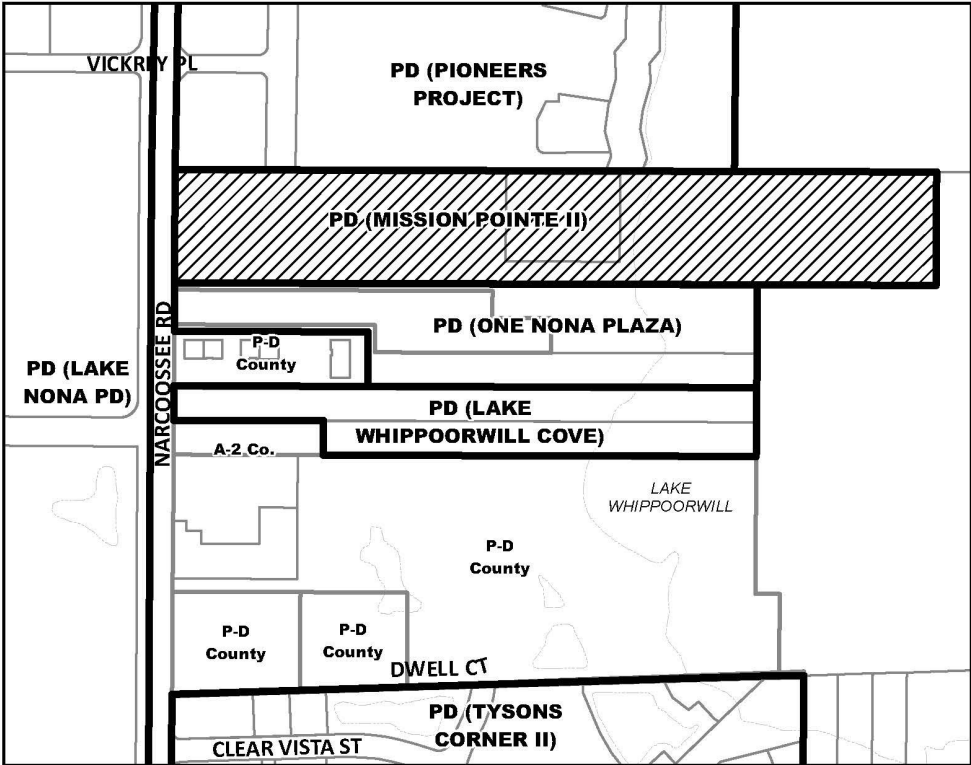 VICKREY PL
PD (PIONEERS
PROJECT)
PD (MISSION POINTE II)
NARCOOSSEE RD
PD (ONE NONA PLAZA)
P-D
County
PD (LAKE
NONA PD)
PD (LAKE
WHIPPOORWILL COVE)
A-2 Co.
LAKE
WHIPPOORWILL
P-D
County
P-D
County
P-D
County
DWELL CT
PD (TYSONS
CORNER II)
CLEAR VISTA ST